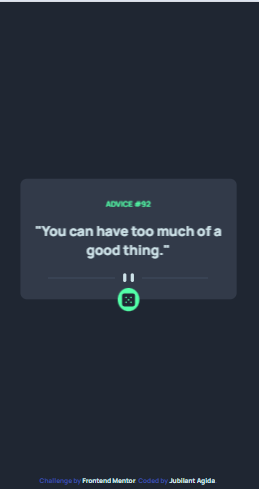 ADVICE #92
"You can have too much of a
good thing."
Challenge by Frontend Mentor. Coded by Jubilant Agida